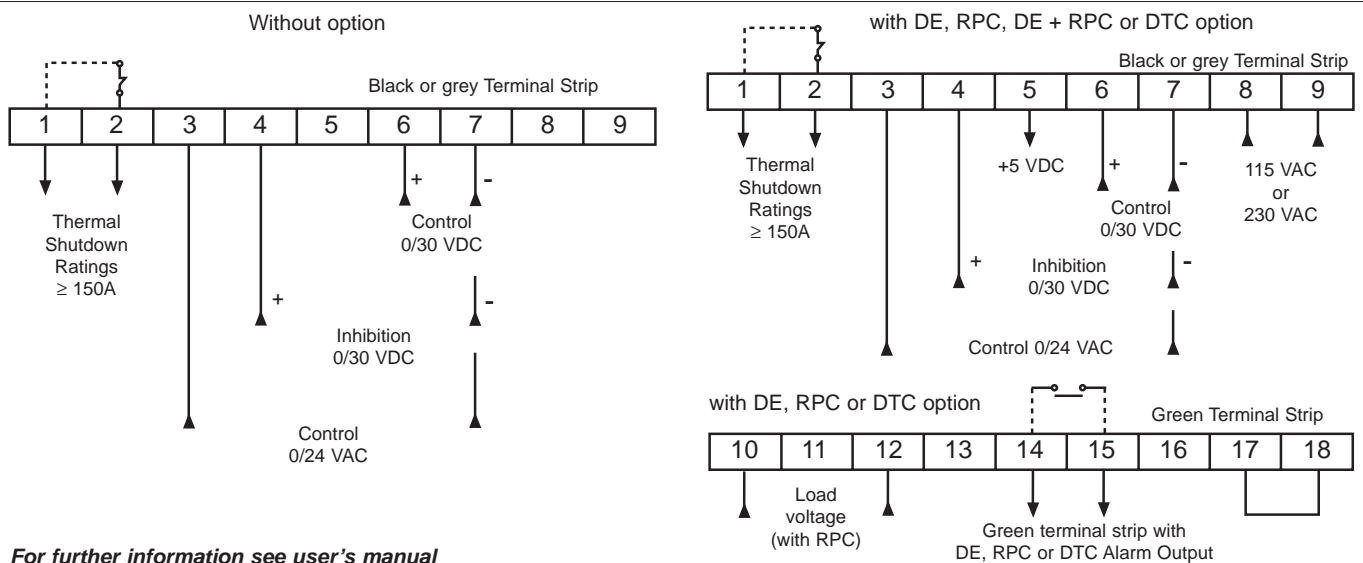 Without option
Black or grey Terminal Strip
1 2 3 4 5 6 7 8 9
Thermal
Shutdown
Ratings
≥ 150A
+ -
Control
0/30 VDC
+ -
Inhibition
0/30 VDC
Control
0/24 VAC
For further information see user's manual
with DE, RPC, DE + RPC or DTC option
Black or grey Terminal Strip
1 2 3 4 5 6 7 8 9
Thermal
Shutdown
Ratings
≥ 150A
+5 VDC
+ -
Control
0/30 VDC
115 VAC
or
230 VAC
+ -
Inhibition
0/30 VDC
Control 0/24 VAC
with DE, RPC or DTC option
Green Terminal Strip
10 11 12 13 14 15 16 17 18
Load
voltage
(with RPC)
Green terminal strip with
DE, RPC or DTC Alarm Output